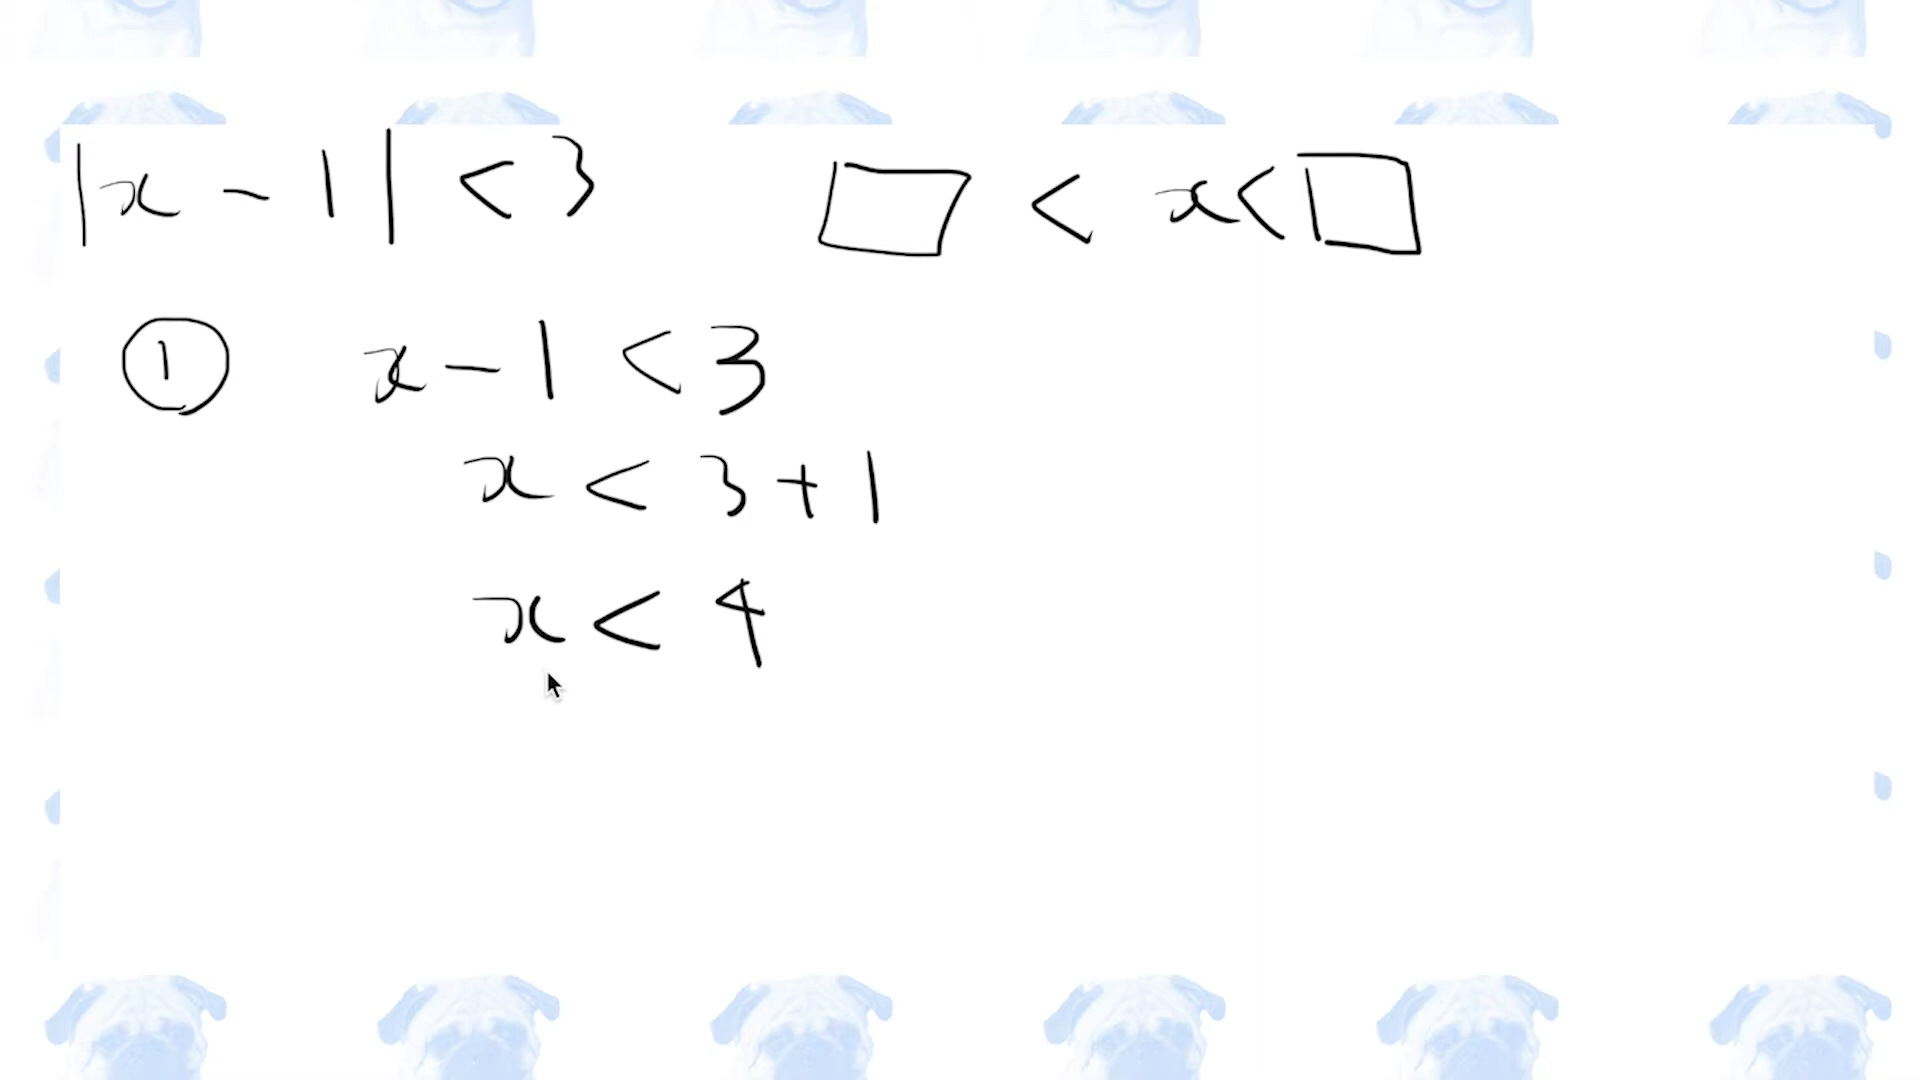 |x - 1| < 3 □ < x < □
① x - 1 < 3
x < 3 + 1
x < 4